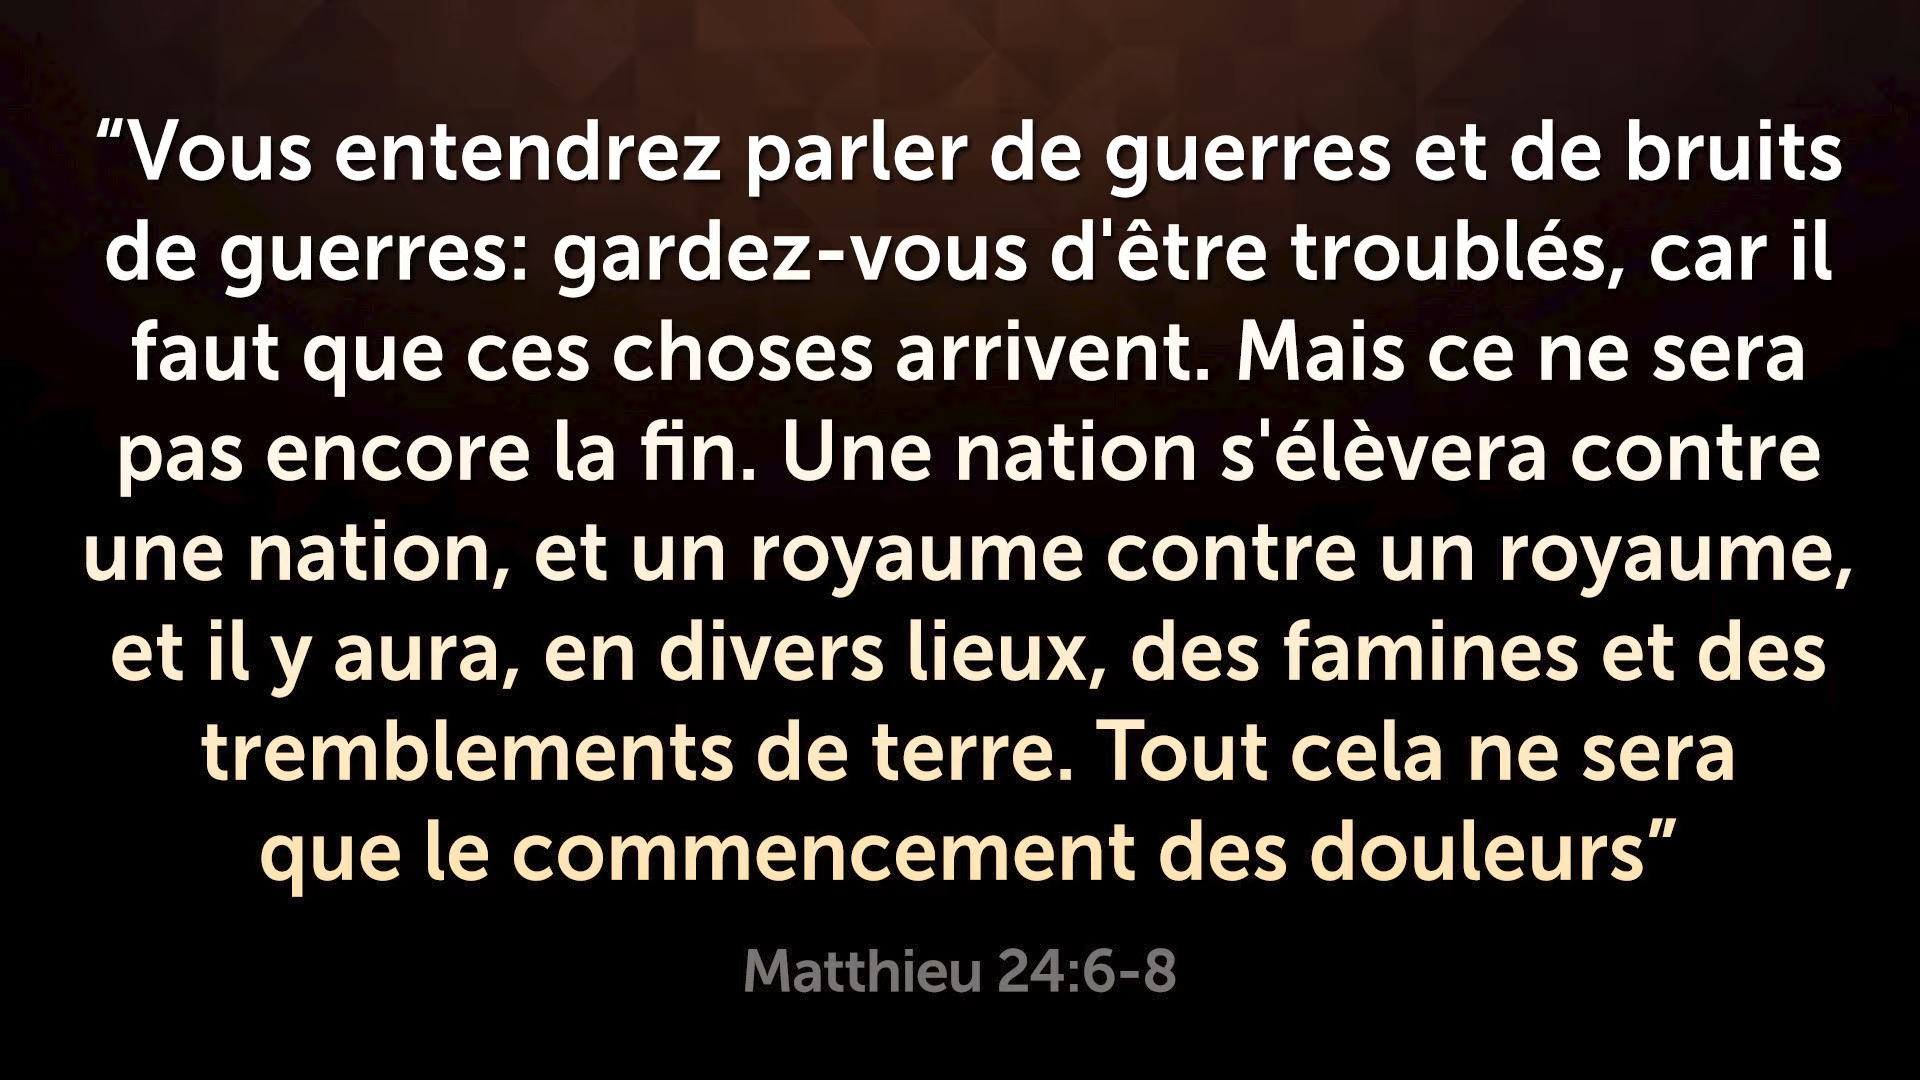 “Vous entendrez parler de guerres et de bruits
de guerres: gardez-vous d'être troublés, car il
faut que ces choses arrivent. Mais ce ne sera
pas encore la fin. Une nation s'élèvera contre
une nation, et un royaume contre un royaume,
et il y aura, en divers lieux, des famines et des
tremblements de terre. Tout cela ne sera
que le commencement des douleurs”
Matthieu 24:6-8